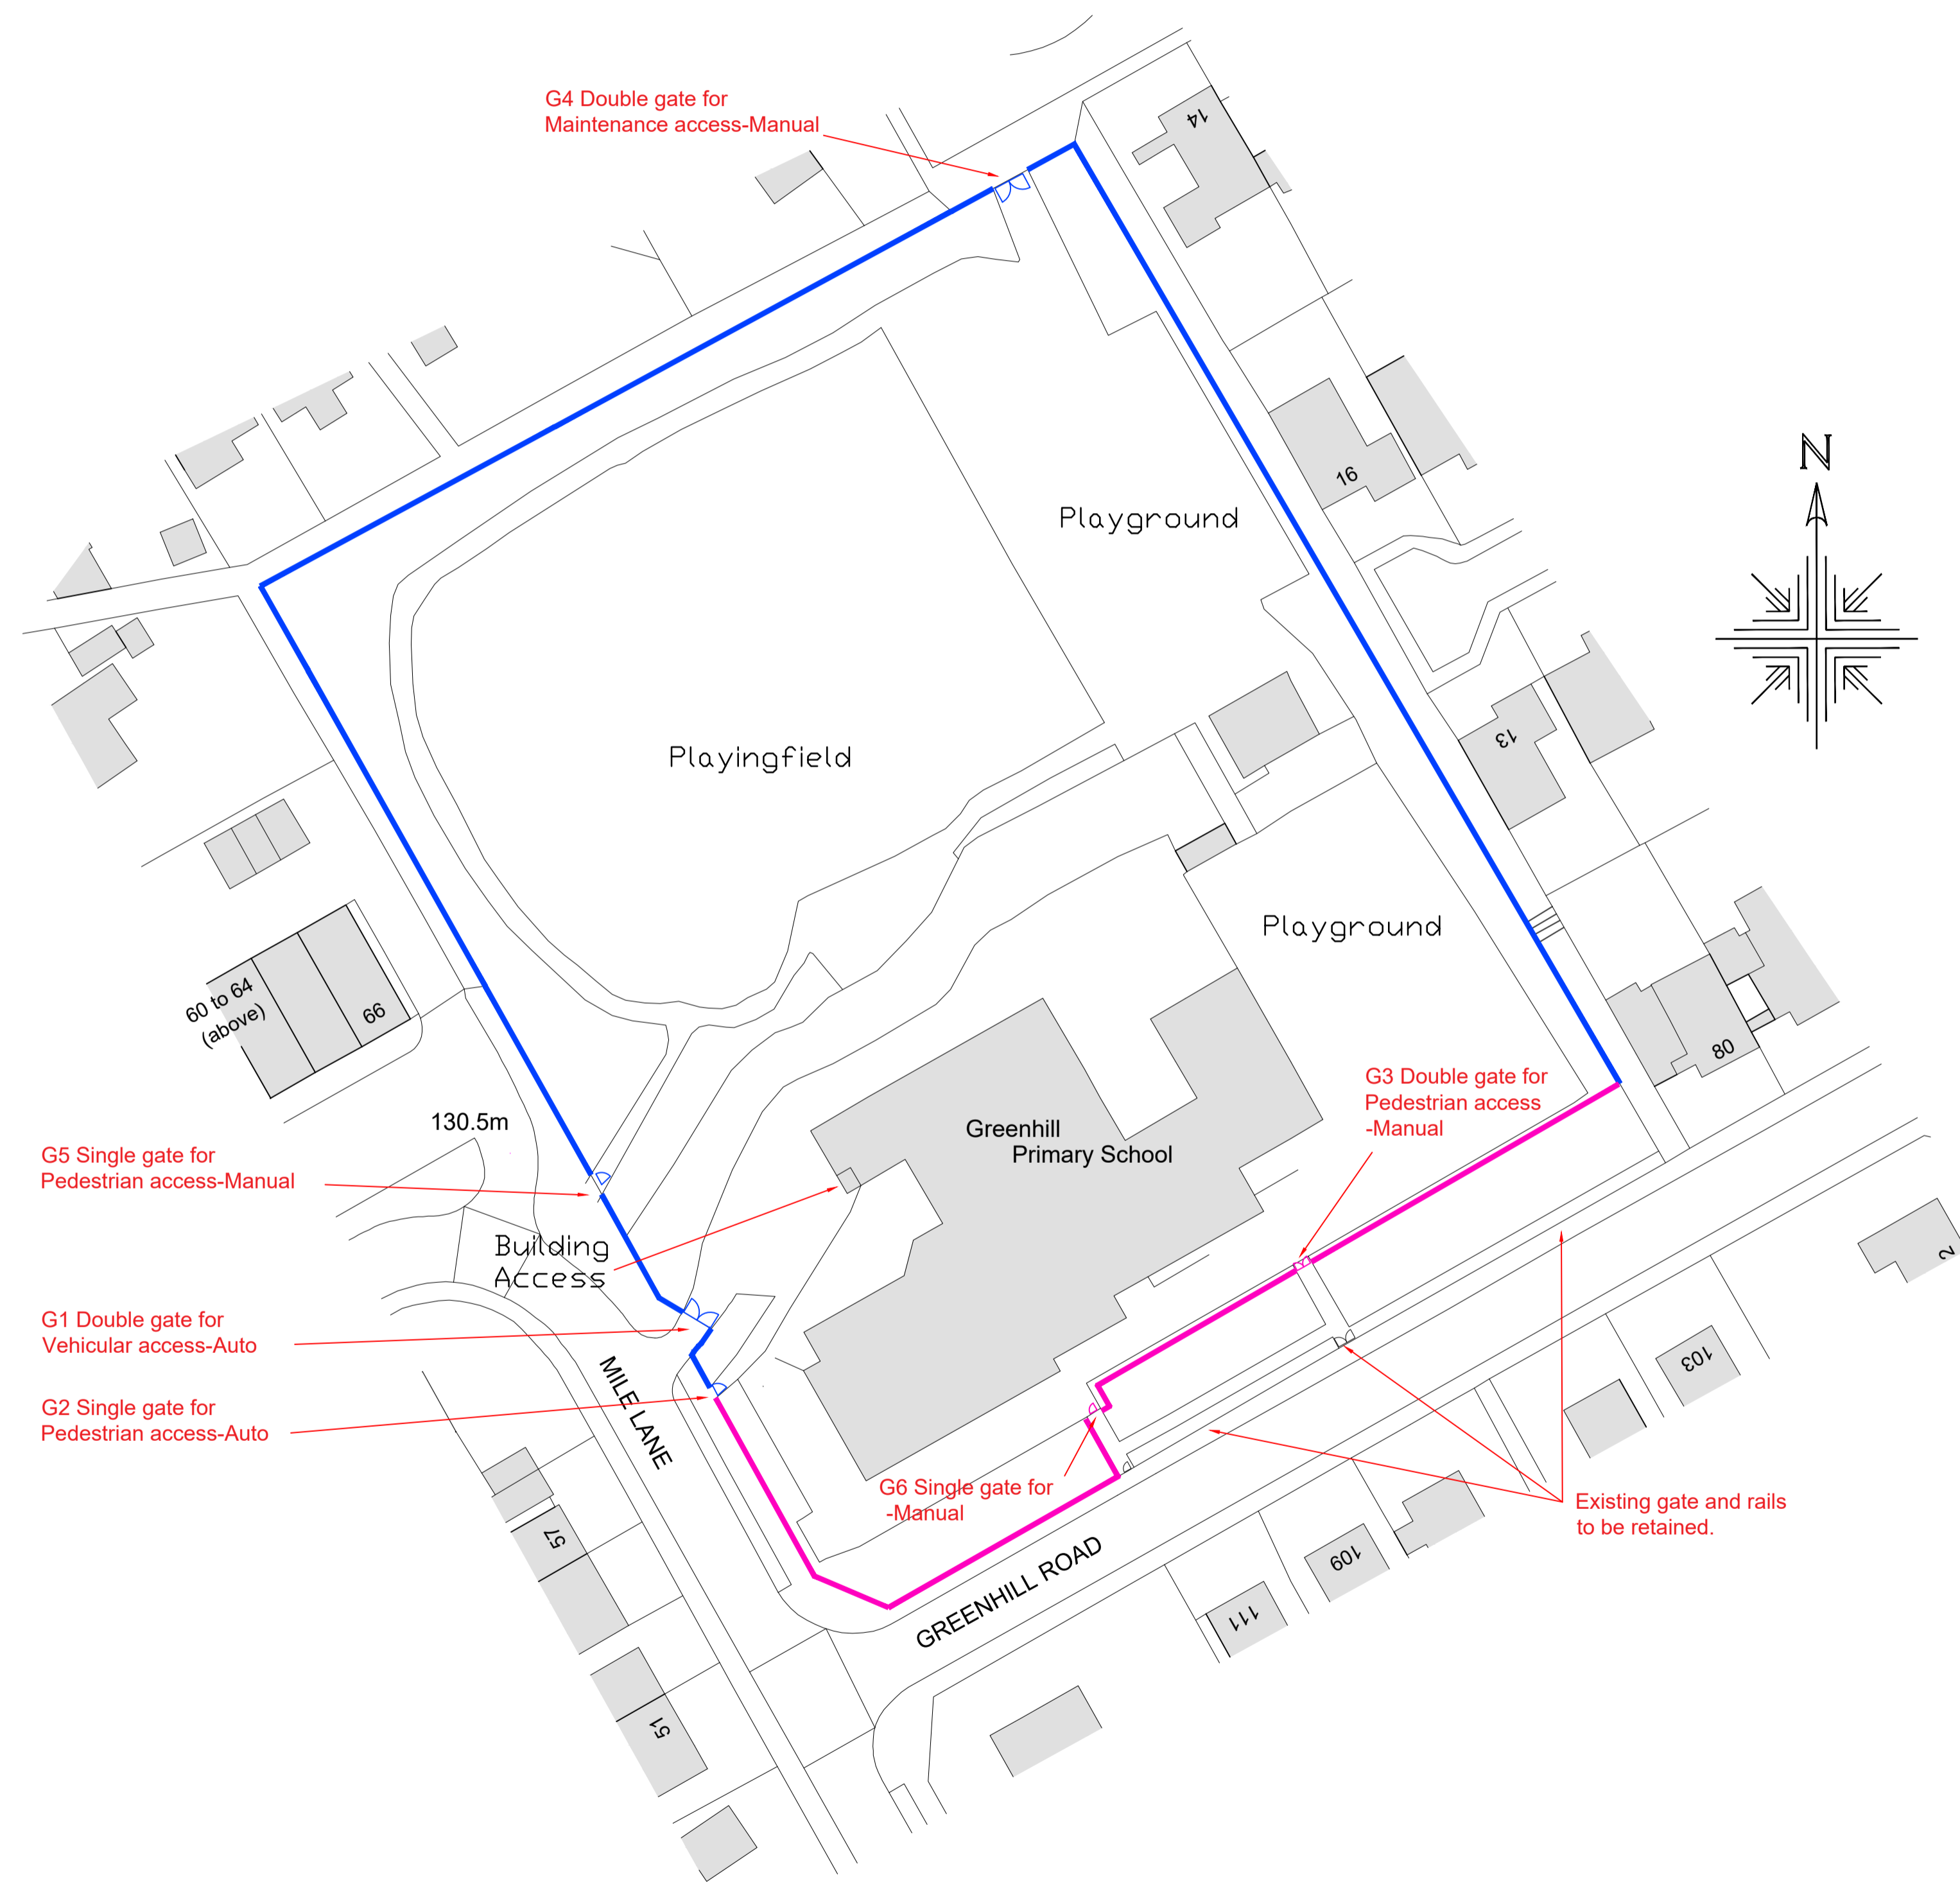 G4 Double gate for
Maintenance access-Manual
14
N
16
Playground
13
Playingfield
Playground
60 to 64
(above)
66
80
130.5m
G3 Double gate for
Pedestrian access
-Manual
Greenhill
Primary School
G5 Single gate for
Pedestrian access-Manual
Building
Access
2
G1 Double gate for
Vehicular access-Auto
MILE LANE
103
G2 Single gate for
Pedestrian access-Auto
G6 Single gate for
-Manual
Existing gate and rails
to be retained.
57
109
GREENHILL ROAD
111
51